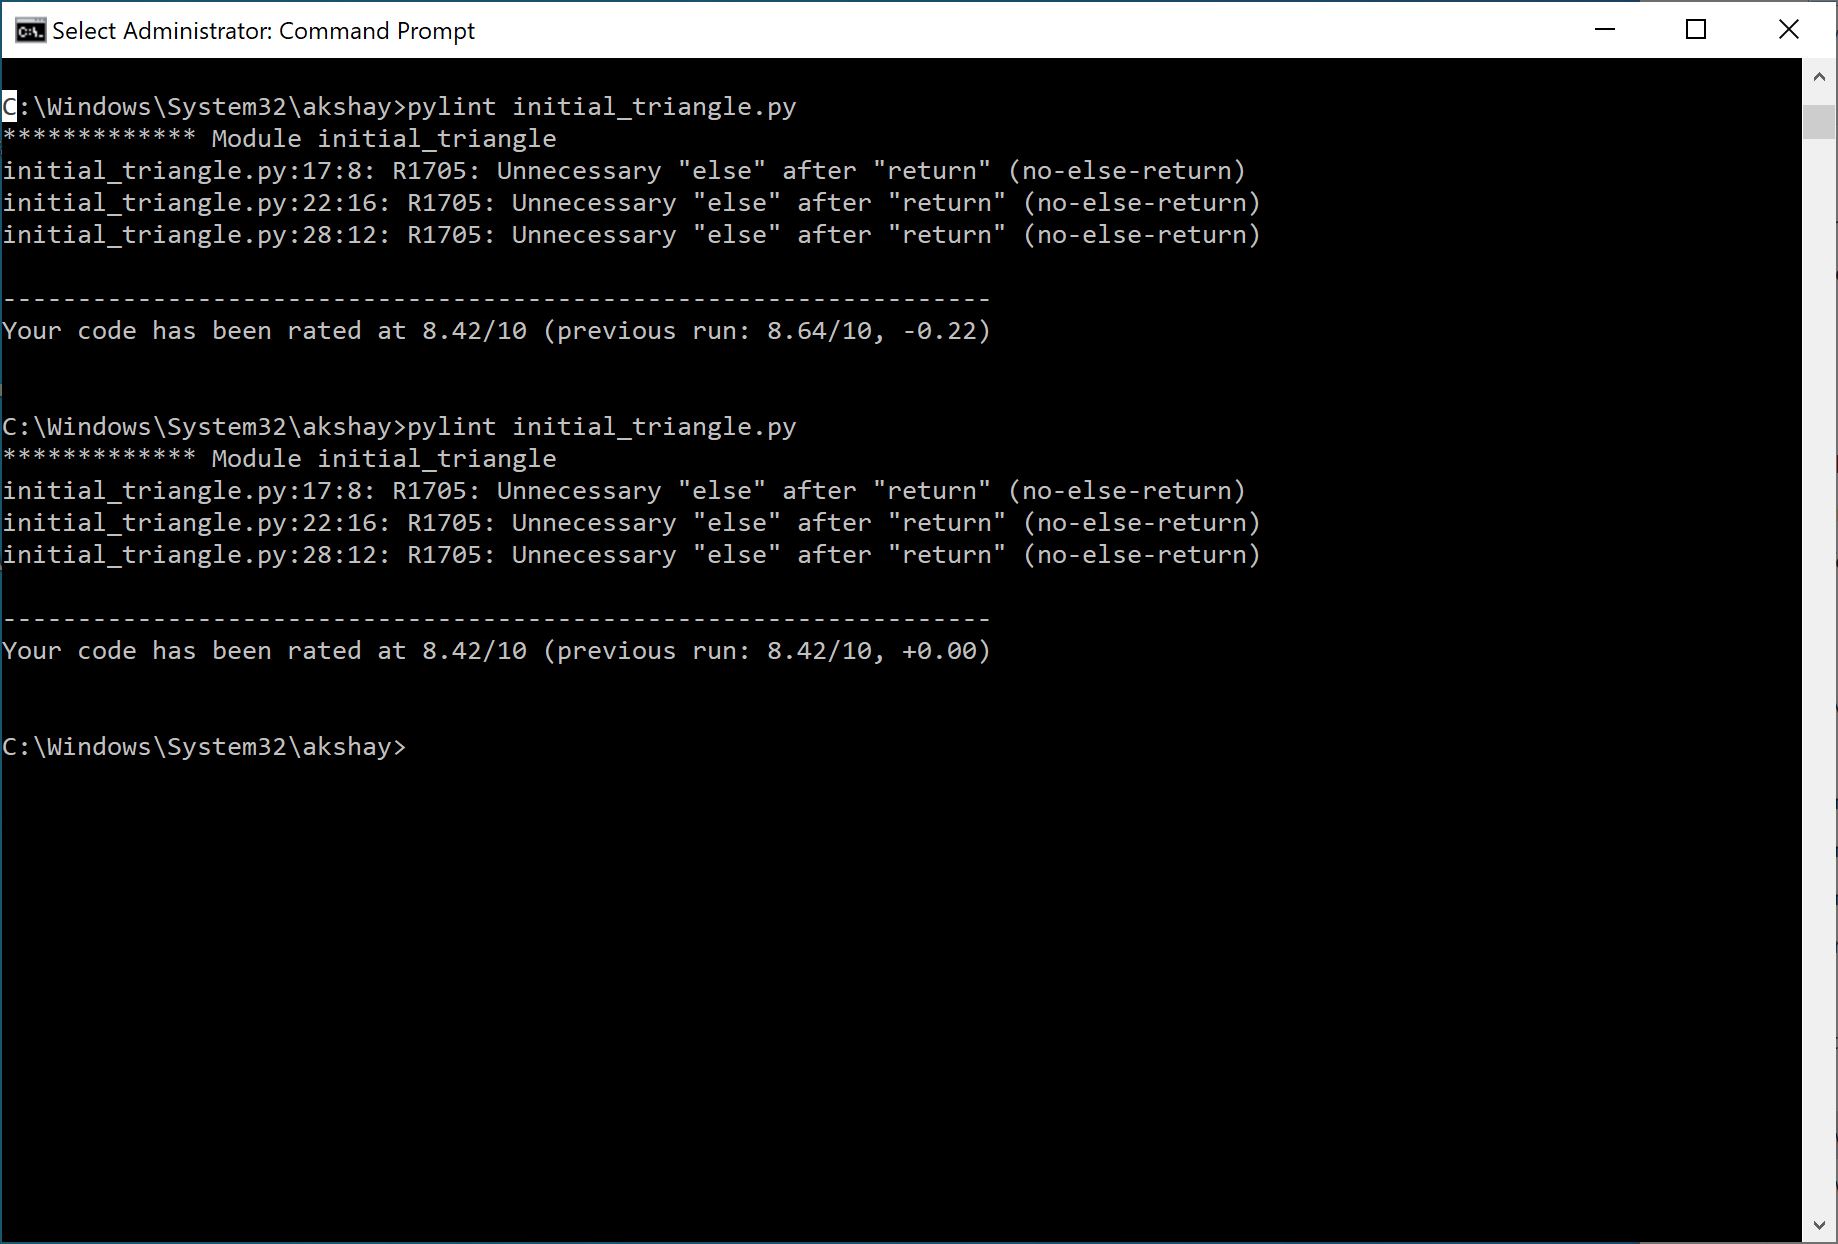 C:\. Select Administrator: Command Prompt
C:\Windows\System32\akshay>pylint initial_triangle.py
************* Module initial_triangle
initial_triangle.py:17:8: R1705: Unnecessary "else" after "return" (no-else-return)
initial_triangle.py:22:16: R1705: Unnecessary "else" after "return" (no-else-return)
initial_triangle.py:28:12: R1705: Unnecessary "else" after "return" (no-else-return)
------------------------------------------------------------------
Your code has been rated at 8.42/10 (previous run: 8.64/10, -0.22)
C:\Windows\System32\akshay>pylint initial_triangle.py
************* Module initial_triangle
initial_triangle.py:17:8: R1705: Unnecessary "else" after "return" (no-else-return)
initial_triangle.py:22:16: R1705: Unnecessary "else" after "return" (no-else-return)
initial_triangle.py:28:12: R1705: Unnecessary "else" after "return" (no-else-return)
------------------------------------------------------------------
Your code has been rated at 8.42/10 (previous run: 8.42/10, +0.00)
C:\Windows\System32\akshay>